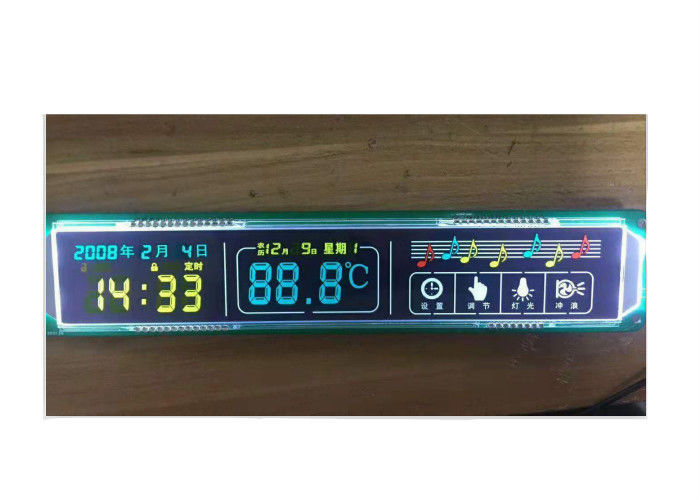 2008年 2月 4日
定时
14:33
农历12月 9日 星期 1
88.8℃
设置 调节 灯光 冲浪